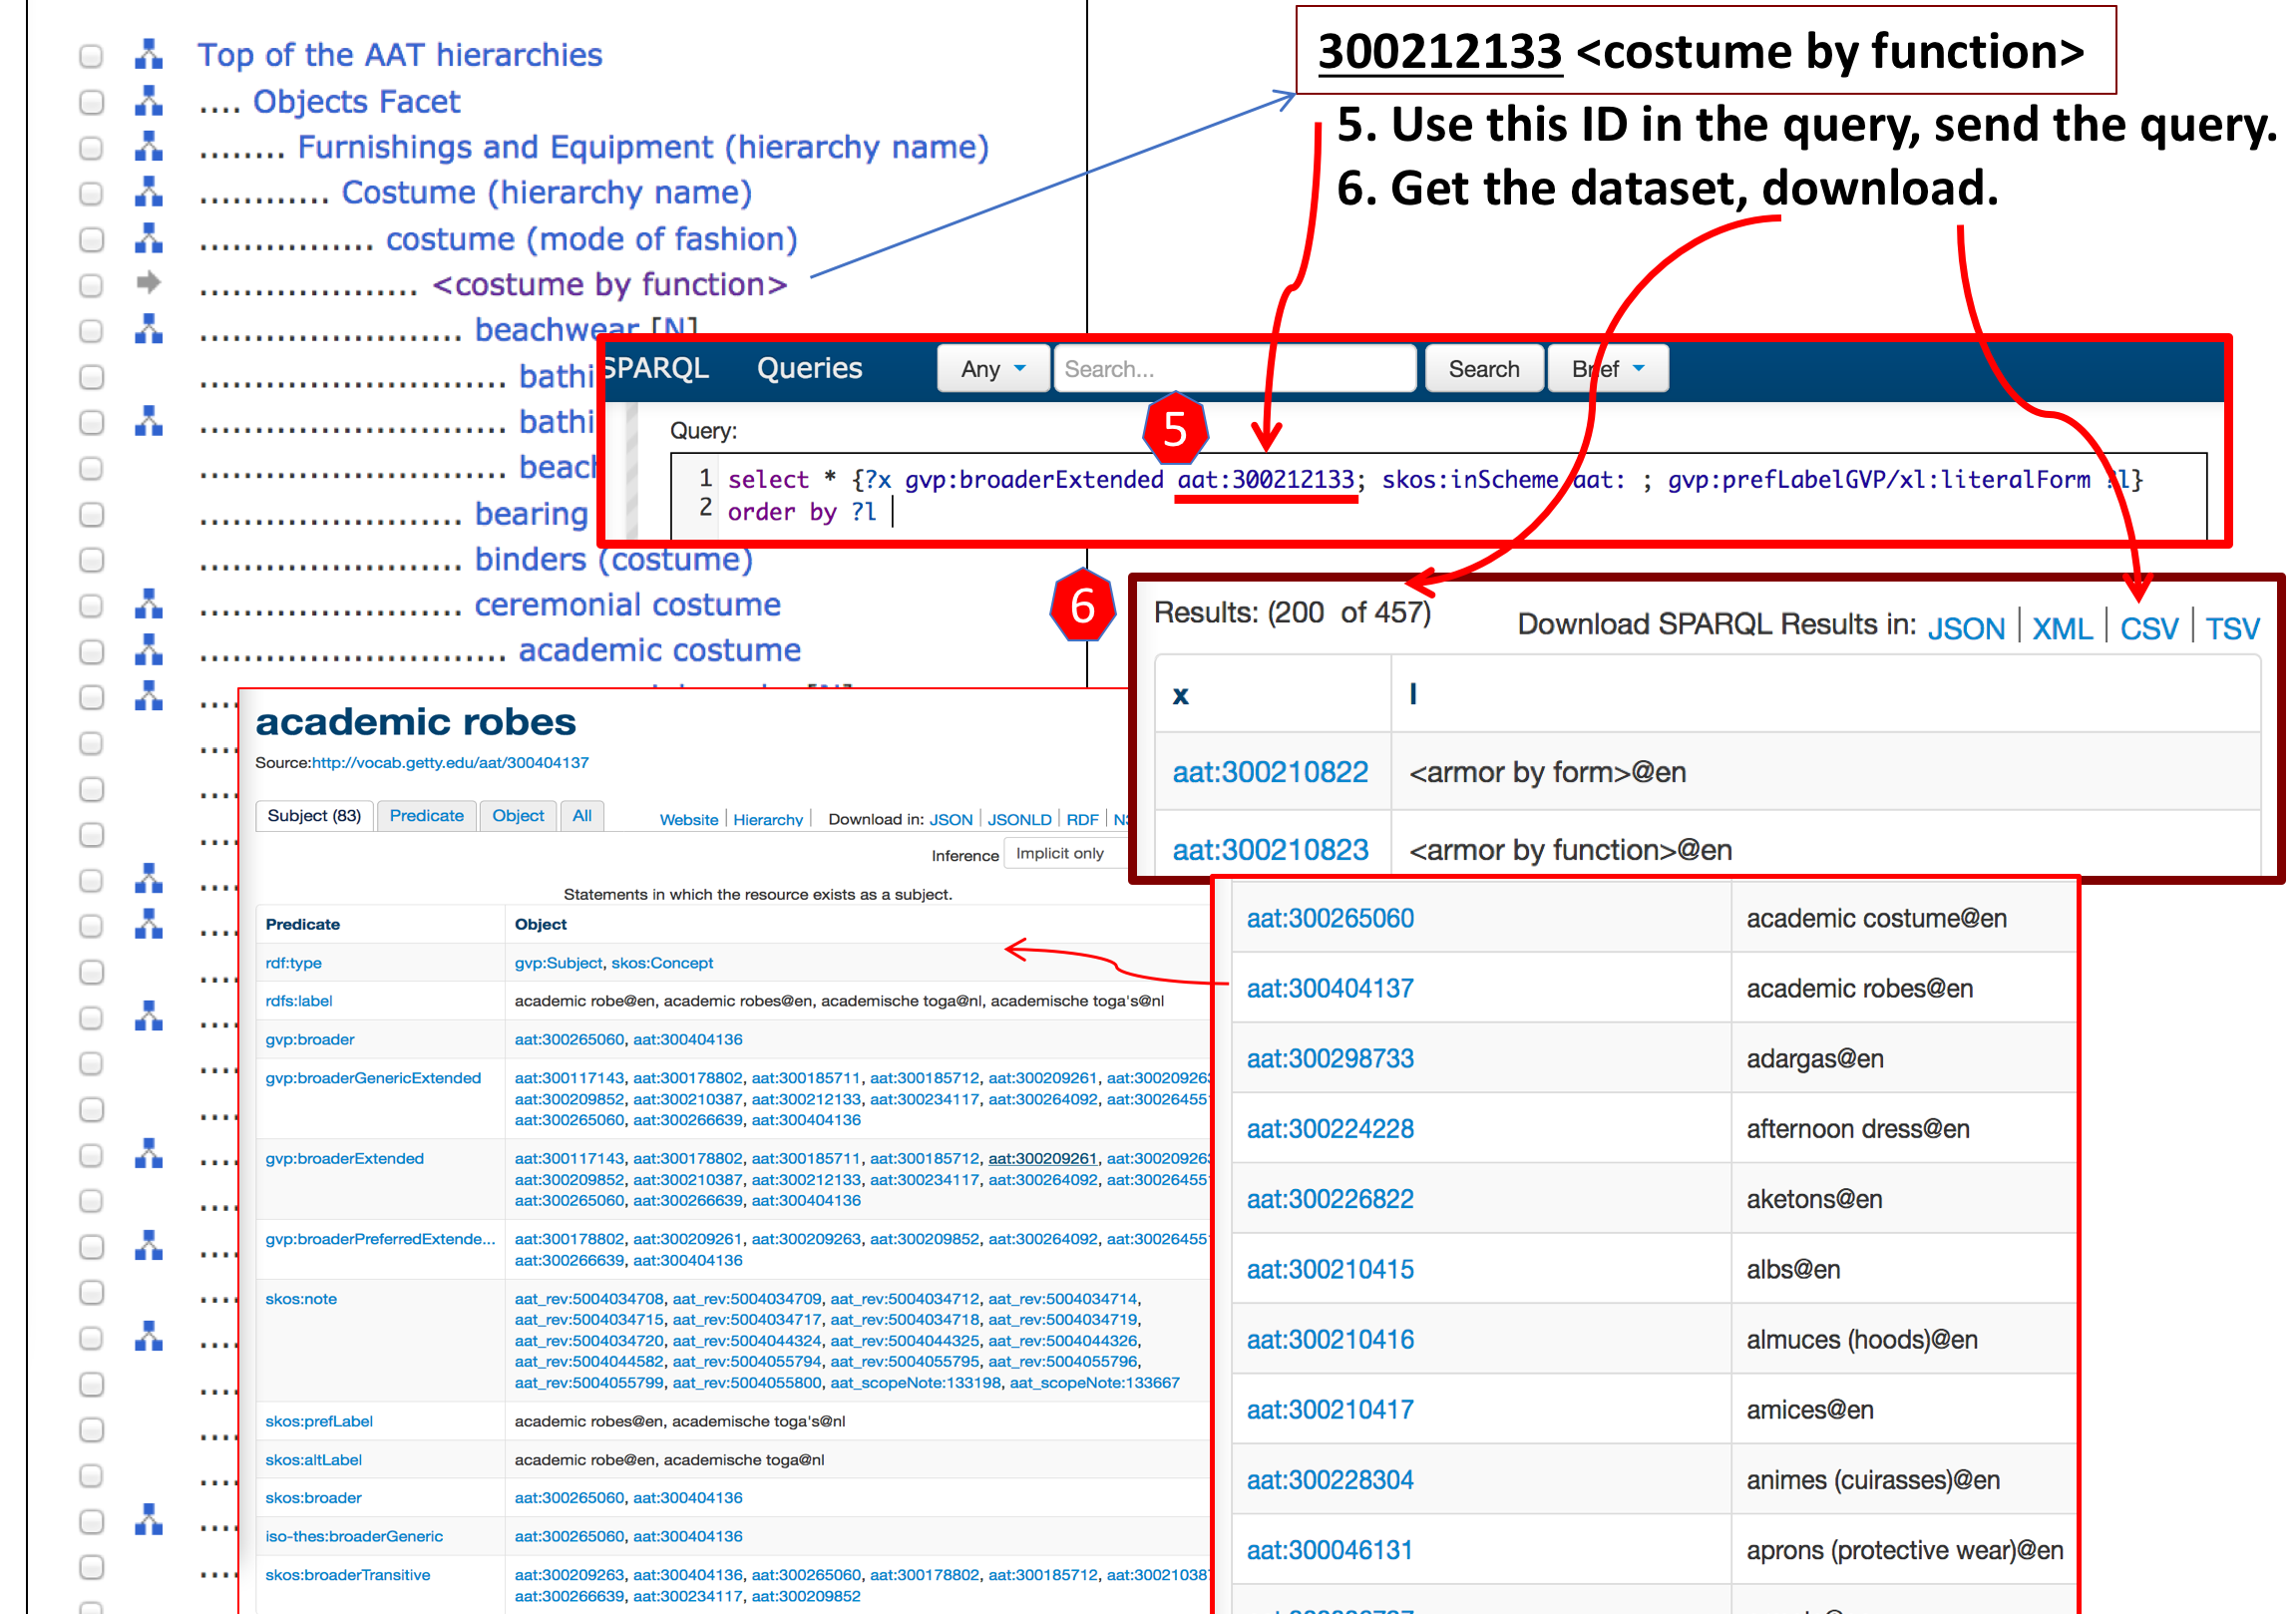 Top of the AAT hierarchies
.... Objects Facet
........ Furnishings and Equipment (hierarchy name)
............ Costume (hierarchy name)
................ costume (mode of fashion)
.................... <costume by function>
........................ beachwear [N]
............................ bathi
............................ bathi
............................ beach
........................ bearing
........................ binders (costume)
........................ ceremonial costume
............................ academic costume
300212133 <costume by function>
5. Use this ID in the query, send the query.
6. Get the dataset, download.
SPARQL Queries Any Search... Search Brief
5
Query:
1 select * {?x gvp:broaderExtended aat:300212133; skos:inScheme aat: ; gvp:prefLabelGVP/xl:literalForm ?l}
2 order by ?l
6
Results: (200 of 457)
Download SPARQL Results in: JSON | XML | CSV | TSV
x l
aat:300210822 <armor by form>@en
aat:300210823 <armor by function>@en
aat:300265060 academic costume@en
aat:300404137 academic robes@en
aat:300298733 adargas@en
aat:300224228 afternoon dress@en
aat:300226822 aketons@en
aat:300210415 albs@en
aat:300210416 almuces (hoods)@en
aat:300210417 amices@en
aat:300228304 animes (cuirasses)@en
aat:300046131 aprons (protective wear)@en
academic robes
Source:http://vocab.getty.edu/aat/300404137
Subject (83) Predicate Object All
Website | Hierarchy | Download in: JSON | JSONLD | RDF |
Inference Implicit only
Statements in which the resource exists as a subject.
Predicate Object
rdf:type gvp:Subject, skos:Concept
rdfs:label academic robe@en, academic robes@en, academische toga@nl, academische toga's@nl
gvp:broader aat:300265060, aat:300404136
gvp:broaderGenericExtended aat:300117143, aat:300178802, aat:300185711, aat:300185712, aat:300209261, aat:300209263
aat:300209852, aat:300210387, aat:300212133, aat:300234117, aat:300264092, aat:300264551
aat:300265060, aat:300266639, aat:300404136
gvp:broaderExtended aat:300117143, aat:300178802, aat:300185711, aat:300185712, aat:300209261, aat:300209263
aat:300209852, aat:300210387, aat:300212133, aat:300234117, aat:300264092, aat:300264551
aat:300265060, aat:300266639, aat:300404136
gvp:broaderPreferredExtende... aat:300178802, aat:300209261, aat:300209263, aat:300209852, aat:300264092, aat:300264551
aat:300266639, aat:300404136
skos:note aat_rev:5004034708, aat_rev:5004034709, aat_rev:5004034712, aat_rev:5004034714,
aat_rev:5004034715, aat_rev:5004034717, aat_rev:5004034718, aat_rev:5004034719,
aat_rev:5004034720, aat_rev:5004044324, aat_rev:5004044325, aat_rev:5004044326,
aat_rev:5004044582, aat_rev:5004055794, aat_rev:5004055795, aat_rev:5004055796,
aat_rev:5004055799, aat_rev:5004055800, aat_scopeNote:133198, aat_scopeNote:133667
skos:prefLabel academic robes@en, academische toga's@nl
skos:altLabel academic robe@en, academische toga@nl
skos:broader aat:300265060, aat:300404136
iso-thes:broaderGeneric aat:300265060, aat:300404136
skos:broaderTransitive aat:300209263, aat:300404136, aat:300265060, aat:300178802, aat:300185712, aat:300210387
aat:300266639, aat:300234117, aat:300209852